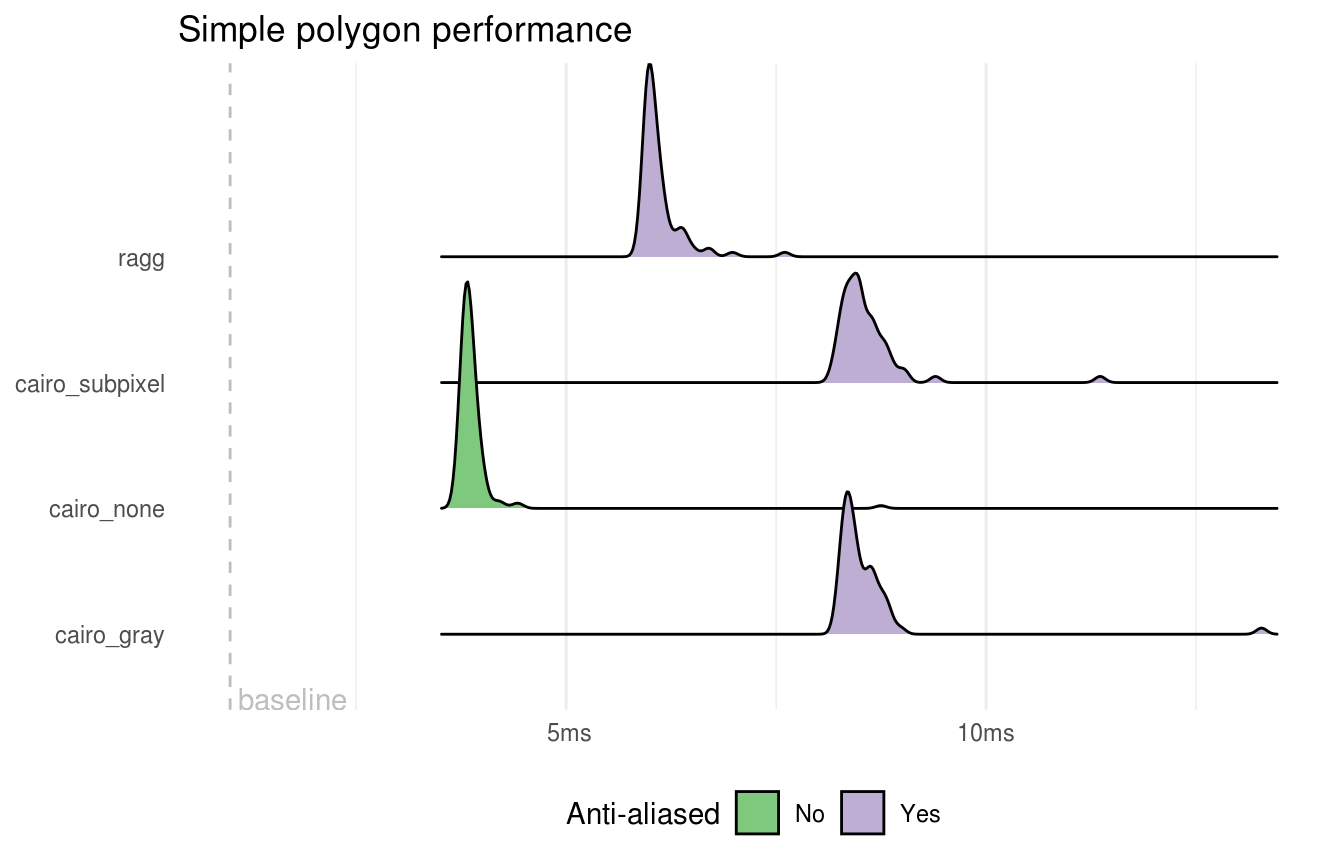 Simple polygon performance
ragg
cairo_subpixel
cairo_none
cairo_gray
baseline
5ms 10ms
Anti-aliased No Yes